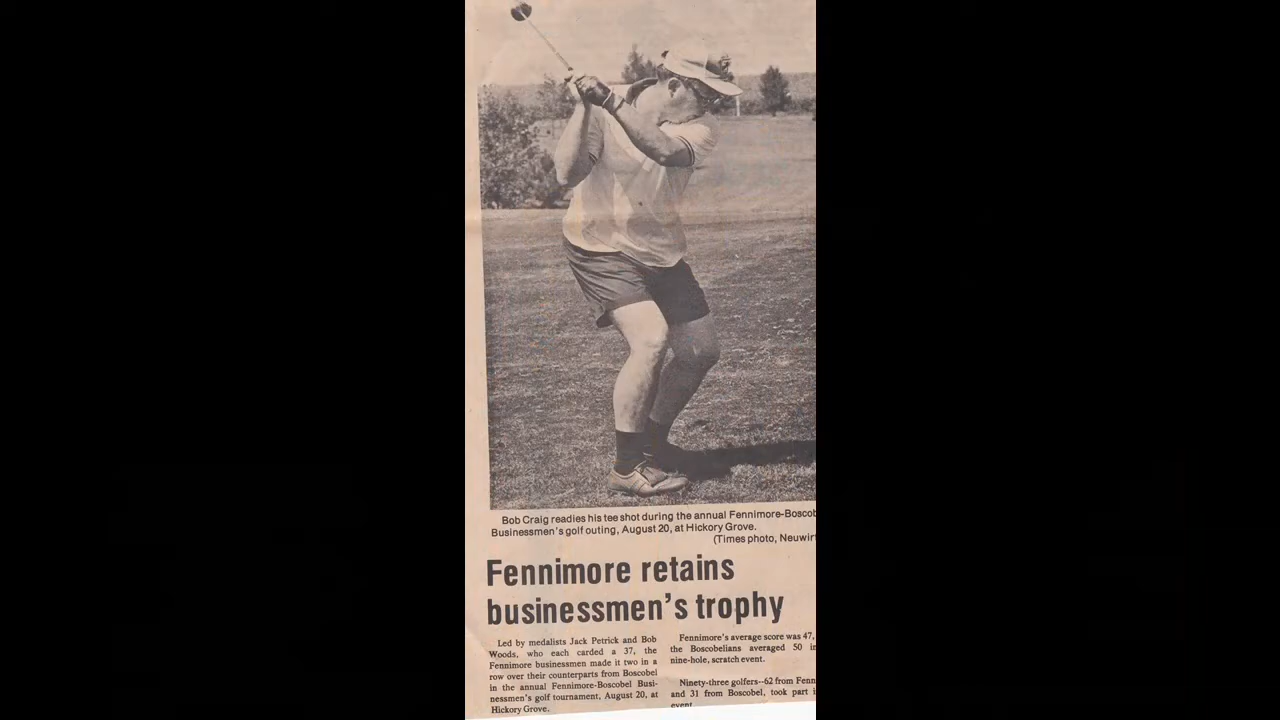 Bob Craig readies his tee shot during the annual Fennimore-Boscob
Businessmen's golf outing, August 20, at Hickory Grove.
(Times photo, Neuwirt
Fennimore retains
businessmen's trophy
Led by medalists Jack Petrick and Bob
Woods, who each carded a 37, the
Fennimore businessmen made it two in a
row over their counterparts from Boscobel
in the annual Fennimore-Boscobel Busi-
nessmen's golf tournament, August 20, at
Hickory Grove.
Fennimore's average score was 47,
the Boscobelians averaged 50 in
nine-hole, scratch event.
Ninety-three golfers--62 from Fenn
and 31 from Boscobel, took part i
event.